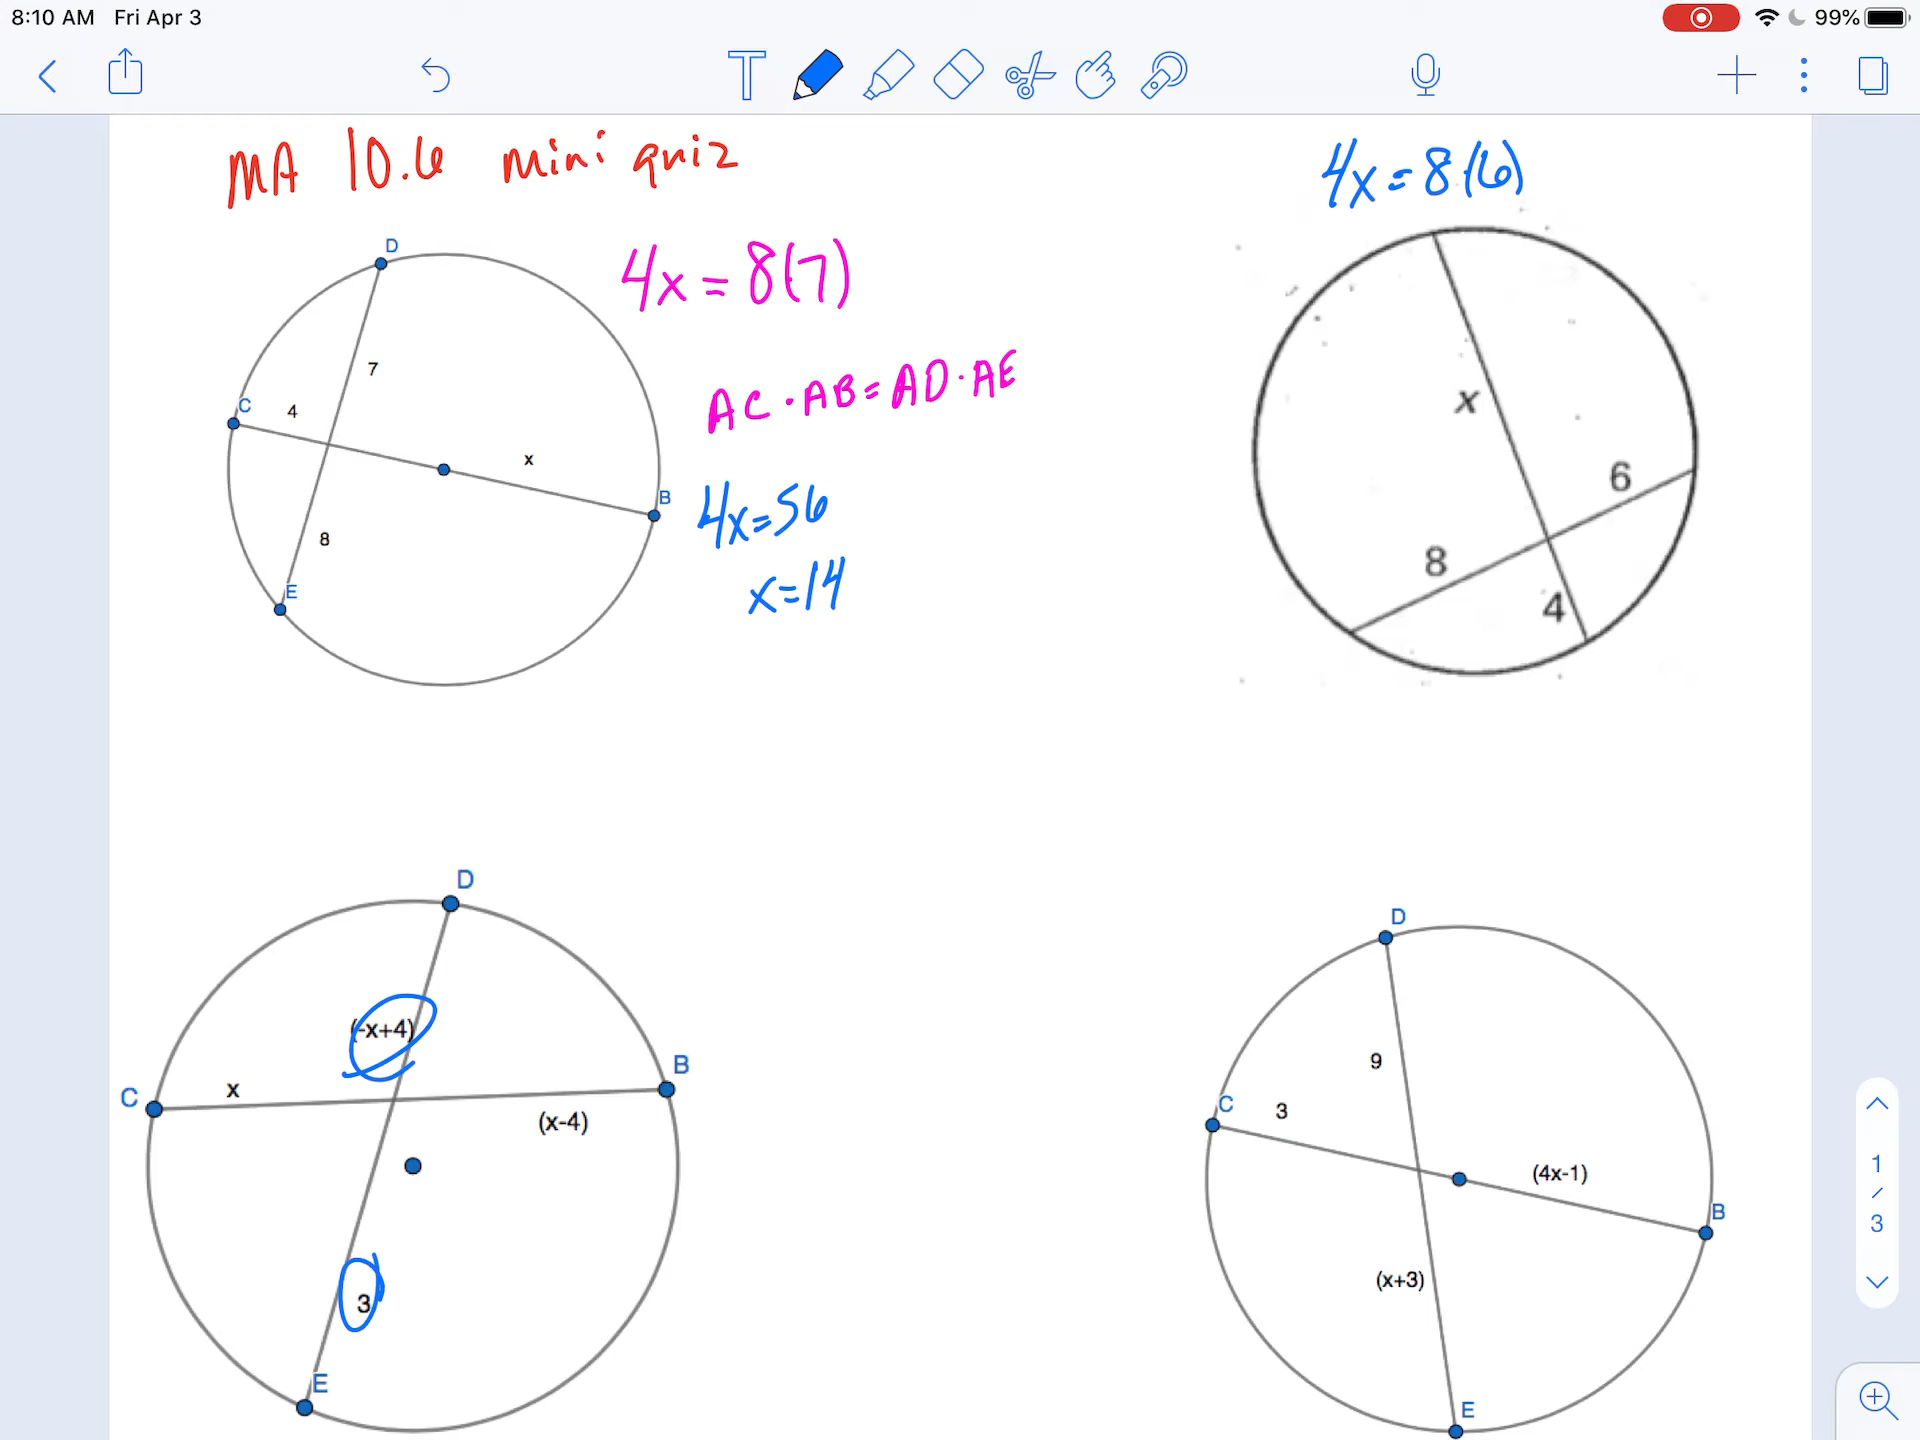 8:10 AM Fri Apr 3 99%
T
MA 10.6 mini quiz
4x=8(6)
D
4x=8(7)
7
C
4
AC·AB=AD·AE
x
B
8
E
4x=56
x=14
x
6
8
4
D
(-x+4)
C
x
B
(x-4)
3
E
D
9
C
3
(4x-1)
B
(x+3)
E
1
/
3